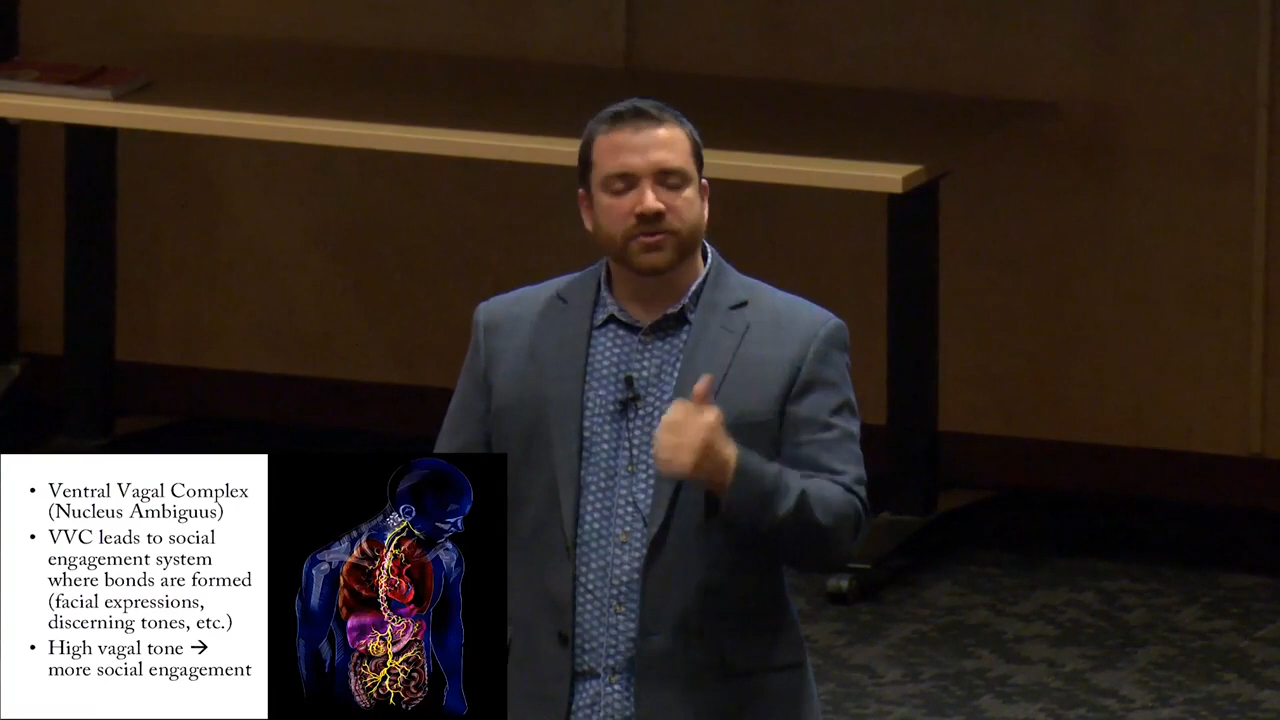 • Ventral Vagal Complex
(Nucleus Ambiguus)
• VVC leads to social
engagement system
where bonds are formed
(facial expressions,
discerning tones, etc.)
• High vagal tone →
more social engagement